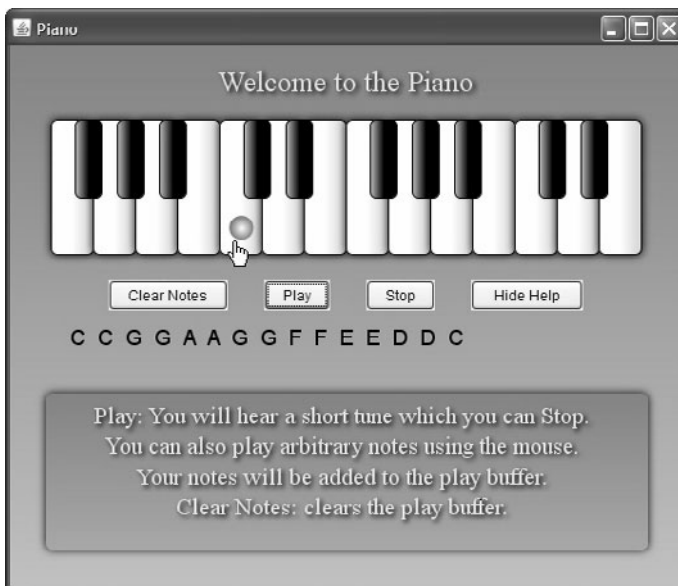 Piano
Welcome to the Piano
Clear Notes Play Stop Hide Help
C C G G A A G G F F E E D D C
Play: You will hear a short tune which you can Stop.
You can also play arbitrary notes using the mouse.
Your notes will be added to the play buffer.
Clear Notes: clears the play buffer.